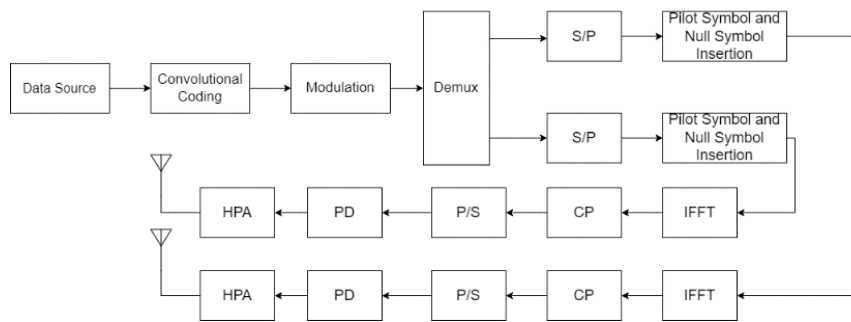 S/P
Pilot Symbol and
Null Symbol
Insertion
Data Source
Convolutional
Coding
Modulation
Demux
S/P
Pilot Symbol and
Null Symbol
Insertion
HPA
PD
P/S
CP
IFFT
HPA
PD
P/S
CP
IFFT